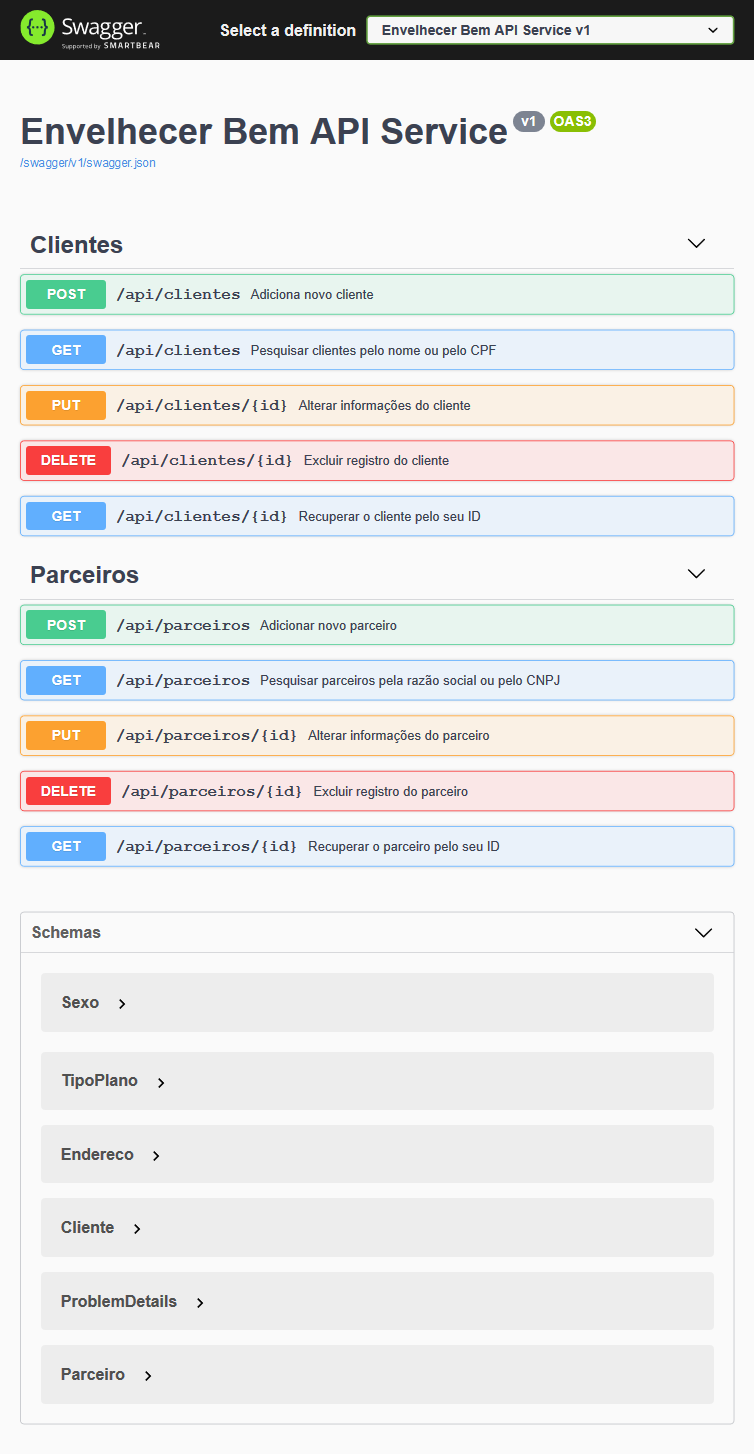 Swagger
Supported by SMARTBEAR
Select a definition
Envelhecer Bem API Service v1
Envelhecer Bem API Service v1 OAS3
/swagger/v1/swagger.json
Clientes
POST /api/clientes Adiciona novo cliente
GET /api/clientes Pesquisar clientes pelo nome ou pelo CPF
PUT /api/clientes/{id} Alterar informações do cliente
DELETE /api/clientes/{id} Excluir registro do cliente
GET /api/clientes/{id} Recuperar o cliente pelo seu ID
Parceiros
POST /api/parceiros Adicionar novo parceiro
GET /api/parceiros Pesquisar parceiros pela razão social ou pelo CNPJ
PUT /api/parceiros/{id} Alterar informações do parceiro
DELETE /api/parceiros/{id} Excluir registro do parceiro
GET /api/parceiros/{id} Recuperar o parceiro pelo seu ID
Schemas
Sexo
TipoPlano
Endereco
Cliente
ProblemDetails
Parceiro